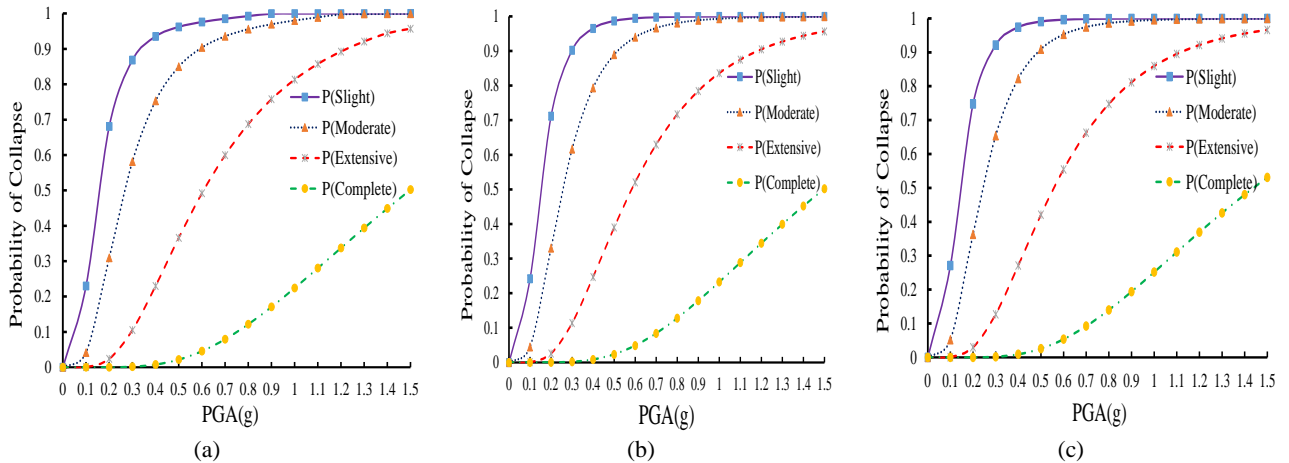 1
0.9
0.8
0.7
0.6
0.5
0.4
0.3
0.2
0.1
0
Probability of Collapse
P(Slight)
P(Moderate)
P(Extensive)
P(Complete)
0 0.1 0.2 0.3 0.4 0.5 0.6 0.7 0.8 0.9 1 1.1 1.2 1.3 1.4 1.5
PGA(g)
(a)
1
0.9
0.8
0.7
0.6
0.5
0.4
0.3
0.2
0.1
0
Probability of Collapse
P(Slight)
P(Moderate)
P(Extensive)
P(Complete)
0 0.1 0.2 0.3 0.4 0.5 0.6 0.7 0.8 0.9 1 1.1 1.2 1.3 1.4 1.5
PGA(g)
(b)
1
0.9
0.8
0.7
0.6
0.5
0.4
0.3
0.2
0.1
0
Probability of Collapse
P(Slight)
P(Moderate)
P(Extensive)
P(Complete)
0 0.1 0.2 0.3 0.4 0.5 0.6 0.7 0.8 0.9 1 1.1 1.2 1.3 1.4 1.5
PGA(g)
(c)